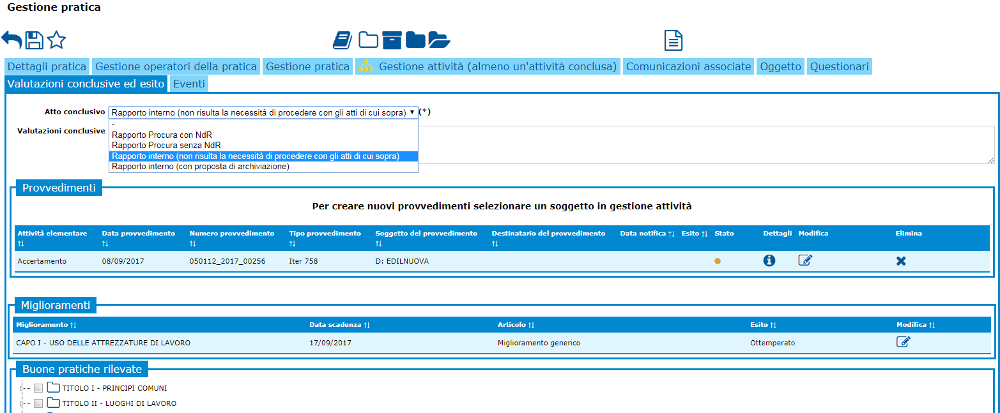 Gestione pratica
Dettagli pratica Gestione operatori della pratica Gestione pratica Gestione attività (almeno un'attività conclusa) Comunicazioni associate Oggetto Questionari
Valutazioni conclusive ed esito Eventi
Atto conclusivo Rapporto interno (non risulta la necessità di procedere con gli atti di cui sopra) (*)
-
Valutazioni conclusive
Rapporto Procura con NdR
Rapporto Procura senza NdR
Rapporto interno (non risulta la necessità di procedere con gli atti di cui sopra)
Rapporto interno (con proposta di archiviazione)
Provvedimenti
Per creare nuovi provvedimenti selezionare un soggetto in gestione attività
Attività elementare Data provvedimento Numero provvedimento Tipo provvedimento Soggetto del provvedimento Destinatario del provvedimento Data notifica Esito Stato Dettagli Modifica Elimina
Accertamento 08/09/2017 050112_2017_00256 Iter 758 D: EDILNUOVA
Miglioramenti
Miglioramento Data scadenza Articolo Esito Modifica
CAPO I - USO DELLE ATTREZZATURE DI LAVORO 17/09/2017 Miglioramento generico Ottemperato
Buone pratiche rilevate
TITOLO I - PRINCIPI COMUNI
TITOLO II - LUOGHI DI LAVORO